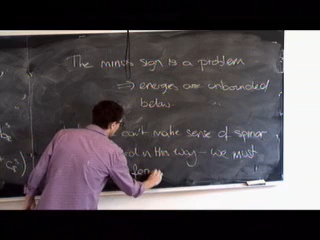 The minus sign is a problem
⇒ energies are unbounded
below.
can't make sense of spinor
in this way – we must